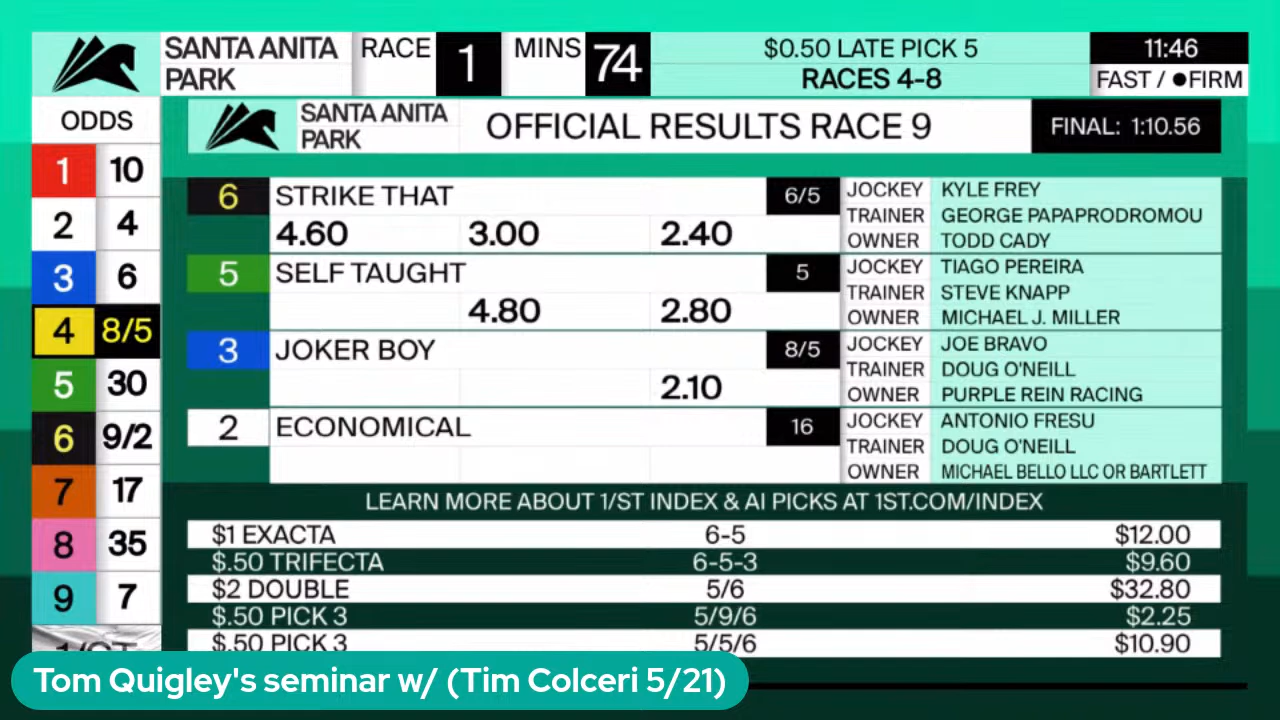 SANTA ANITA PARK RACE 1 MINS 74 $0.50 LATE PICK 5 RACES 4-8 11:46 FAST / ●FIRM
ODDS
1 10
2 4
3 6
4 8/5
5 30
6 9/2
7 17
8 35
9 7
1/ST
SANTA ANITA PARK OFFICIAL RESULTS RACE 9 FINAL: 1:10.56
6 STRIKE THAT 6/5 JOCKEY KYLE FREY
TRAINER GEORGE PAPAPRODROMOU
4.60 3.00 2.40 OWNER TODD CADY
5 SELF TAUGHT 5 JOCKEY TIAGO PEREIRA
TRAINER STEVE KNAPP
4.80 2.80 OWNER MICHAEL J. MILLER
3 JOKER BOY 8/5 JOCKEY JOE BRAVO
TRAINER DOUG O'NEILL
2.10 OWNER PURPLE REIN RACING
2 ECONOMICAL 16 JOCKEY ANTONIO FRESU
TRAINER DOUG O'NEILL
OWNER MICHAEL BELLO LLC OR BARTLETT
LEARN MORE ABOUT 1/ST INDEX & AI PICKS AT 1ST.COM/INDEX
$1 EXACTA 6-5 $12.00
$.50 TRIFECTA 6-5-3 $9.60
$2 DOUBLE 5/6 $32.80
$.50 PICK 3 5/9/6 $2.25
$.50 PICK 3 5/5/6 $10.90
Tom Quigley's seminar w/ (Tim Colceri 5/21)